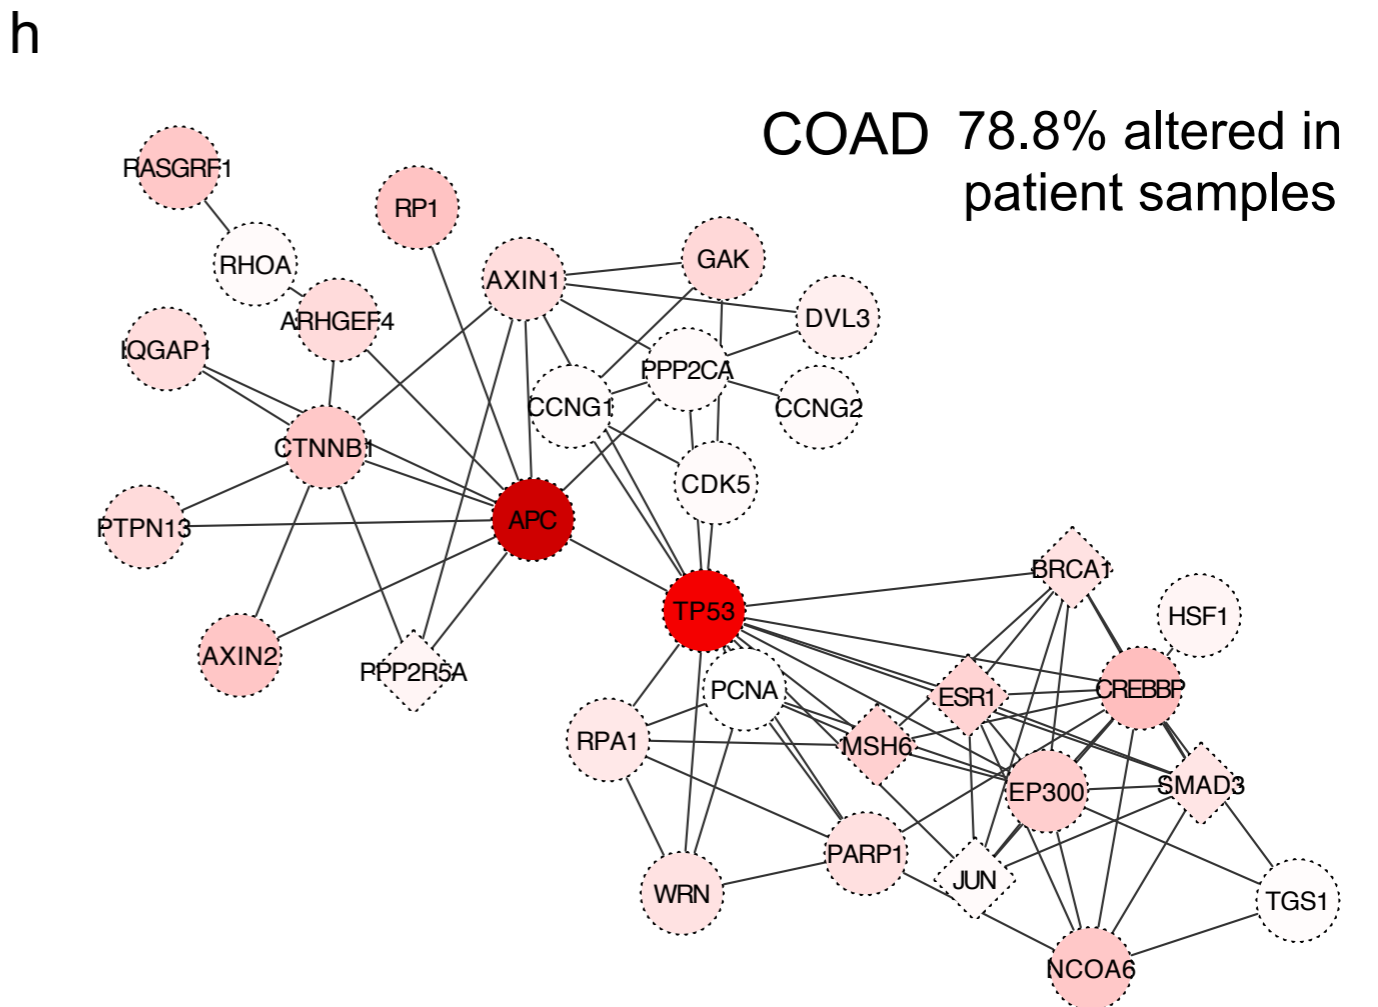 h
COAD 78.8% altered in
patient samples
RASGRF1
RP1
RHOA
AXIN1
GAK
ARHGEF4
DVL3
IQGAP1
PPP2CA
CCNG1
CCNG2
CTNNB1
CDK5
APC
PTPN13
BRCA1
TP53
HSF1
AXIN2
PPP2R5A
PCNA
ESR1
CREBBP
RPA1
MSH6
EP300
SMAD3
PARP1
JUN
WRN
TGS1
NCOA6